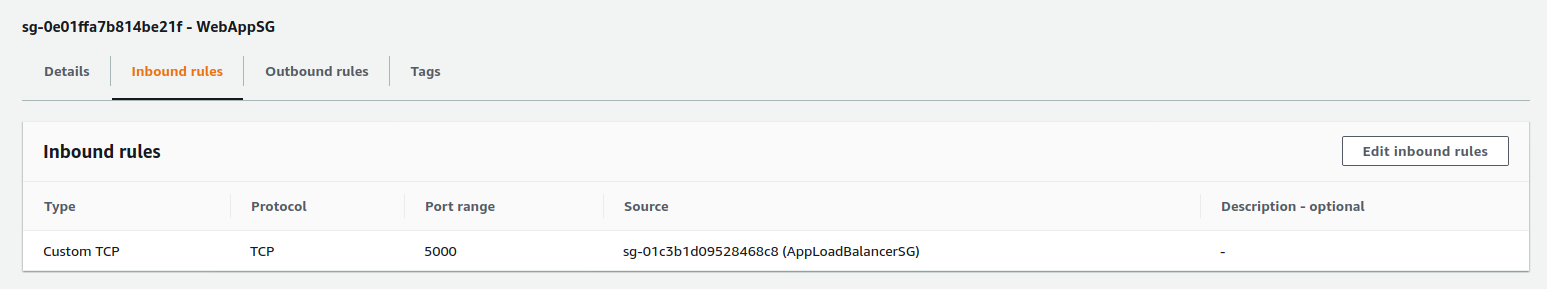 sg-0e01ffa7b814be21f - WebAppSG
Details Inbound rules Outbound rules Tags
Inbound rules Edit inbound rules
Type Protocol Port range Source Description - optional
Custom TCP TCP 5000 sg-01c3b1d09528468c8 (AppLoadBalancerSG) -